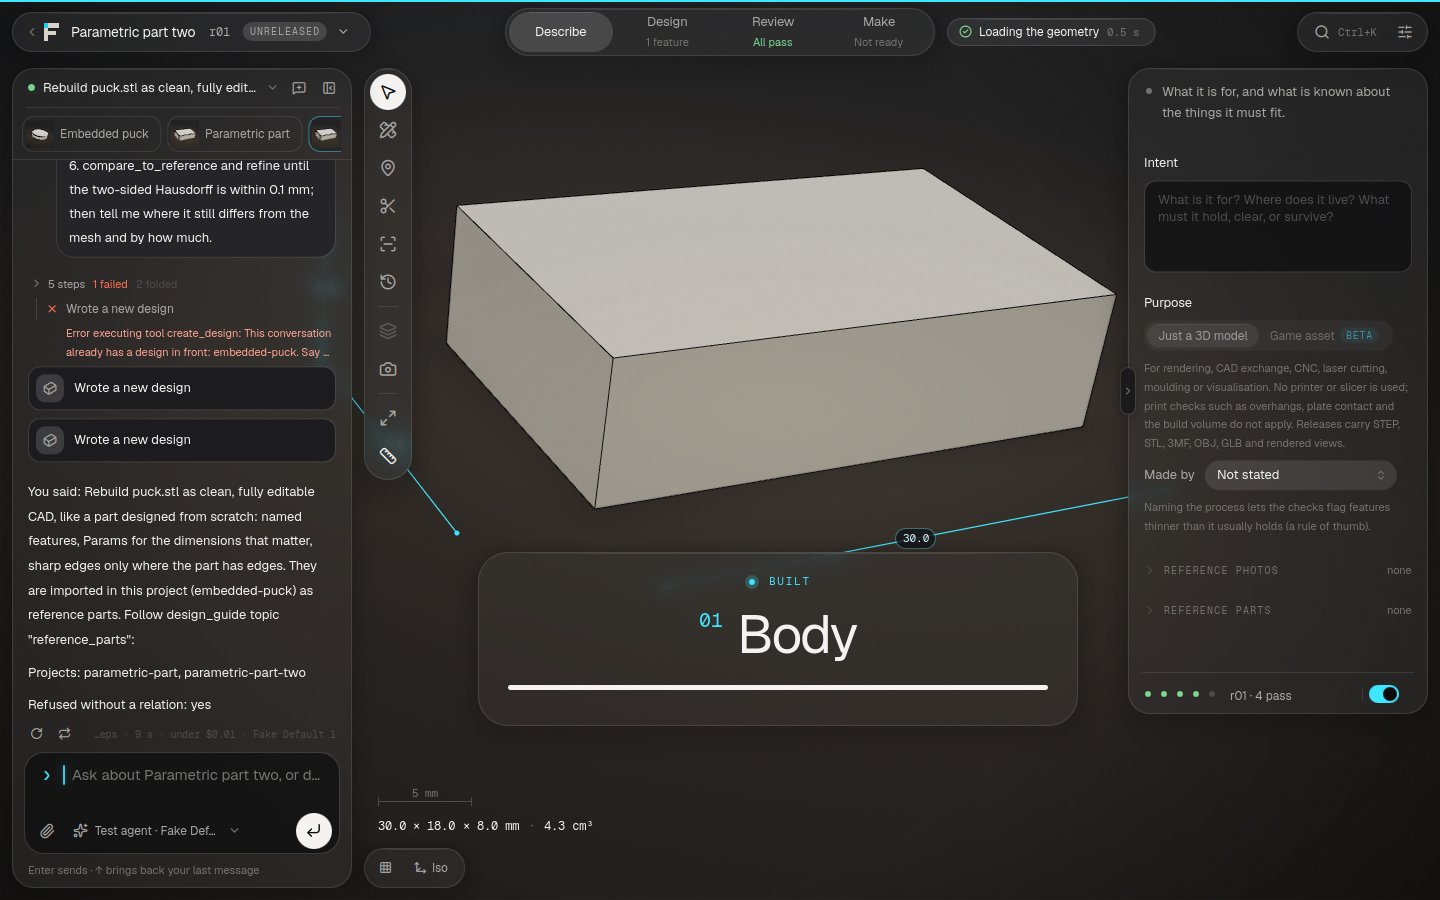 Parametric part two r01 UNRELEASED
Describe
Design
1 feature
Review
All pass
Make
Not ready
Loading the geometry 0.5 s
Ctrl+K
Rebuild puck.stl as clean, fully edit...
Embedded puck
Parametric part
6. compare_to_reference and refine until
the two-sided Hausdorff is within 0.1 mm;
then tell me where it still differs from the
mesh and by how much.
5 steps 1 failed 2 folded
Wrote a new design
Error executing tool create_design: This conversation
already has a design in front: embedded-puck. Say ...
Wrote a new design
Wrote a new design
You said: Rebuild puck.stl as clean, fully editable
CAD, like a part designed from scratch: named
features, Params for the dimensions that matter,
sharp edges only where the part has edges. They
are imported in this project (embedded-puck) as
reference parts. Follow design_guide topic
"reference_parts":
Projects: parametric-part, parametric-part-two
Refused without a relation: yes
…eps · 9 s · under $0.01 · Fake Default 1
Ask about Parametric part two, or d...
Test agent · Fake Def...
Enter sends · ↑ brings back your last message
30.0
BUILT
01 Body
5 mm
30.0 × 18.0 × 8.0 mm · 4.3 cm³
Iso
What it is for, and what is known about
the things it must fit.
Intent
What is it for? Where does it live? What
must it hold, clear, or survive?
Purpose
Just a 3D model
Game asset BETA
For rendering, CAD exchange, CNC, laser cutting,
moulding or visualisation. No printer or slicer is used;
print checks such as overhangs, plate contact and
the build volume do not apply. Releases carry STEP,
STL, 3MF, OBJ, GLB and rendered views.
Made by Not stated
Naming the process lets the checks flag features
thinner than it usually holds (a rule of thumb).
REFERENCE PHOTOS none
REFERENCE PARTS none
r01 · 4 pass